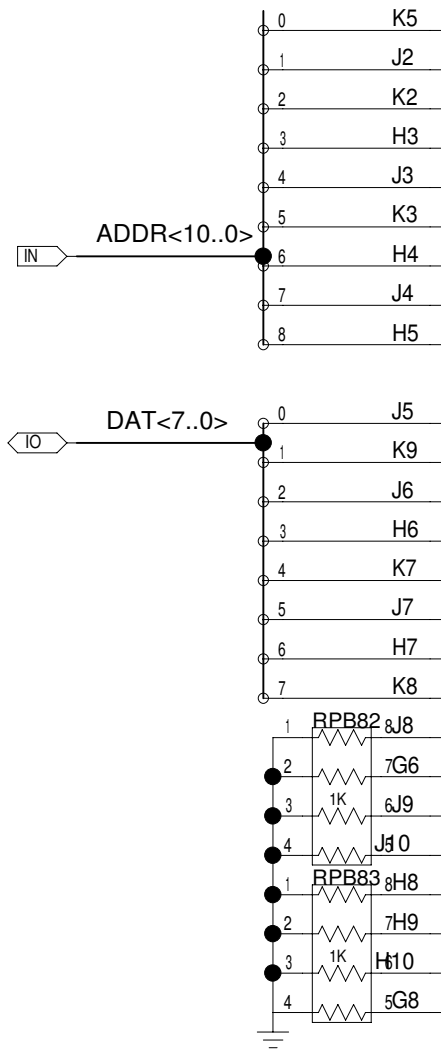 0 K5
1 J2
2 K2
3 H3
4 J3
5 K3
ADDR<10..0>
IN
6 H4
7 J4
8 H5
DAT<7..0>
0 J5
IO
1 K9
2 J6
3 H6
4 K7
5 J7
6 H7
7 K8
RPB82
1 8 J8
2 7 G6
1K
3 6 J9
4 5 J10
RPB83
1 8 H8
2 7 H9
1K
3 6 H10
4 5 G8